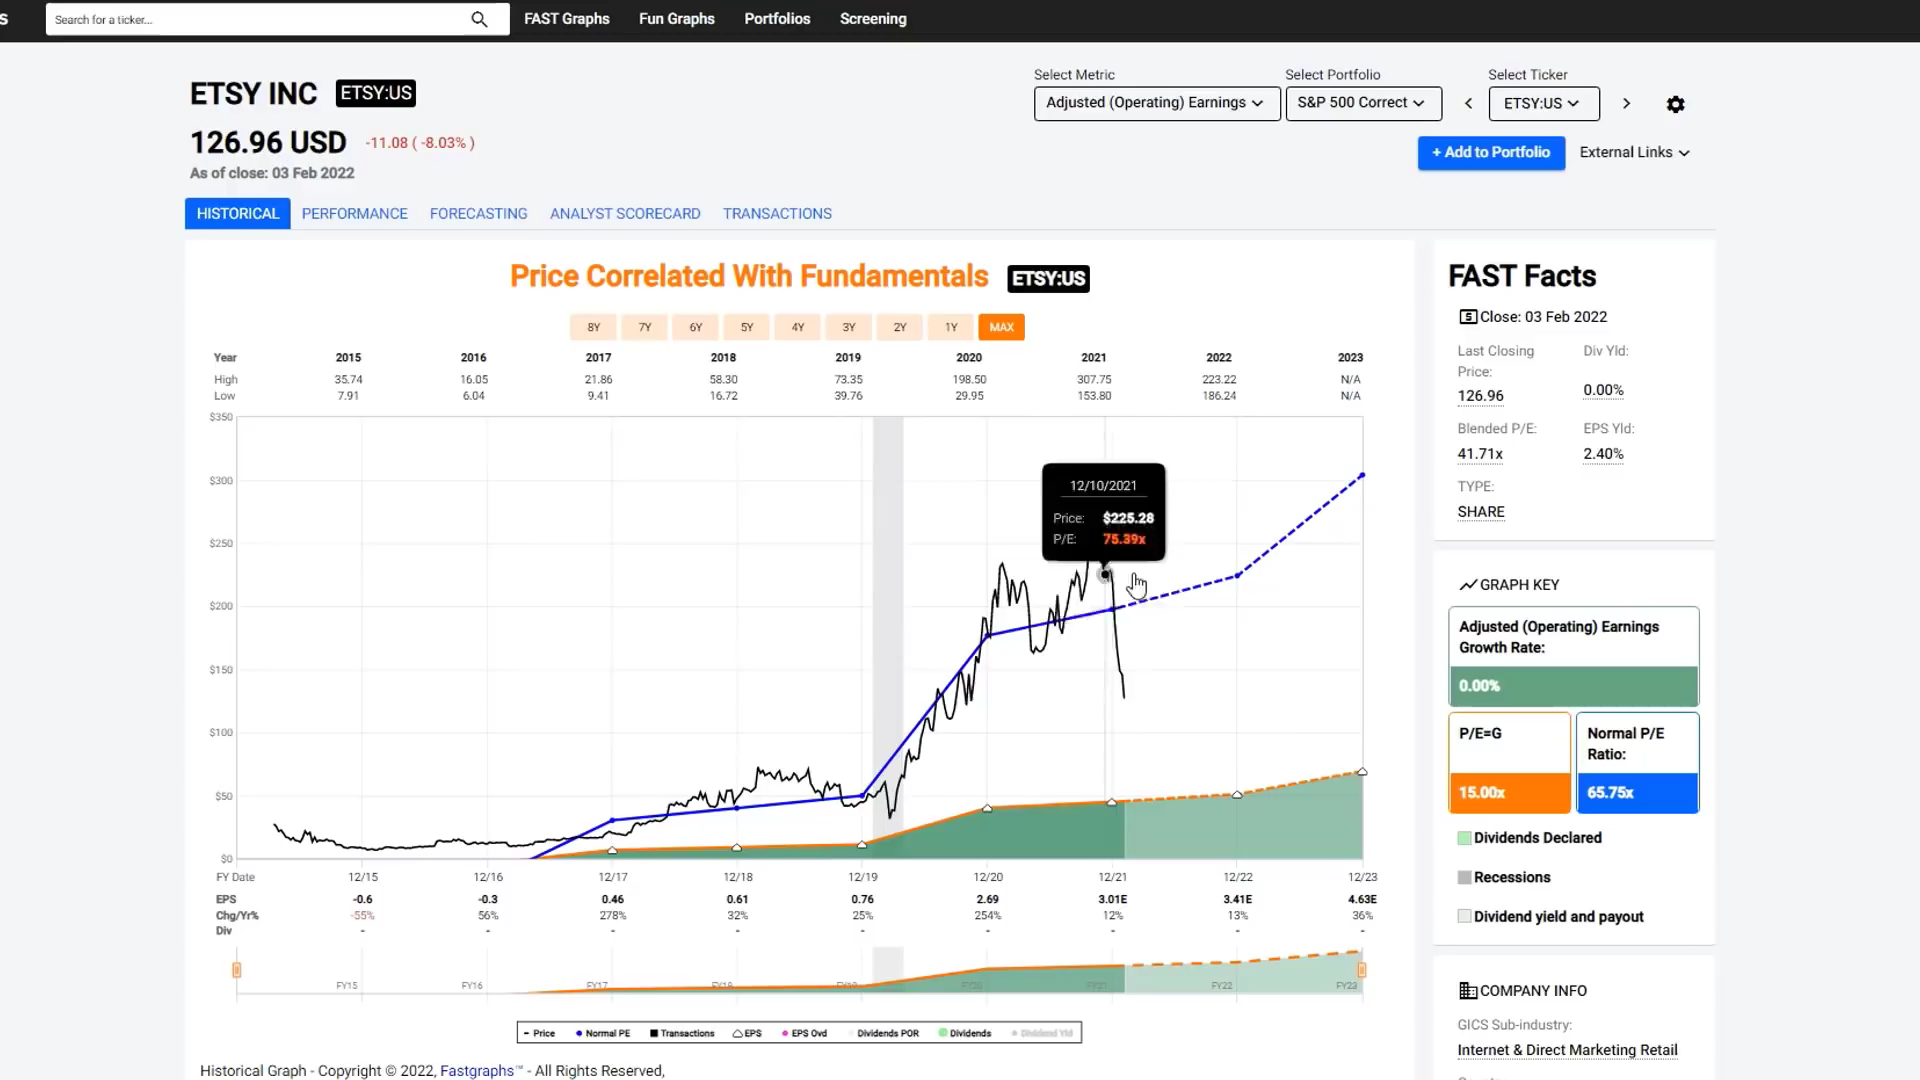 s
Search for a ticker...
FAST Graphs Fun Graphs Portfolios Screening
ETSY INC ETSY:US
126.96 USD -11.08 ( -8.03% )
As of close: 03 Feb 2022
Select Metric Select Portfolio Select Ticker
Adjusted (Operating) Earnings S&P 500 Correct ETSY:US
+ Add to Portfolio External Links
HISTORICAL PERFORMANCE FORECASTING ANALYST SCORECARD TRANSACTIONS
Price Correlated With Fundamentals ETSY:US
8Y 7Y 6Y 5Y 4Y 3Y 2Y 1Y MAX
Year 2015 2016 2017 2018 2019 2020 2021 2022 2023
High 35.74 16.05 21.86 58.30 73.35 198.50 307.75 223.22 N/A
Low 7.91 6.04 9.41 16.72 39.76 29.95 153.80 186.24 N/A
$350
$300
$250
$200
$150
$100
$50
$0
12/10/2021
Price: $225.28
P/E: 75.39x
FY Date 12/15 12/16 12/17 12/18 12/19 12/20 12/21 12/22 12/23
EPS -0.6 -0.3 0.46 0.61 0.76 2.69 3.01E 3.41E 4.63E
Chg/Yr% -55% 56% 278% 32% 25% 254% 12% 13% 36%
Div - - - - - - - - -
FY15 FY16 FY17 FY18 FY19 FY20 FY21 FY22 FY23
Price Normal PE Transactions EPS EPS Ovd Dividends POR Dividends Dividend Yld
Historical Graph - Copyright © 2022, Fastgraphs™ - All Rights Reserved,
FAST Facts
Close: 03 Feb 2022
Last Closing Price: Div Yld:
126.96 0.00%
Blended P/E: EPS Yld:
41.71x 2.40%
TYPE:
SHARE
GRAPH KEY
Adjusted (Operating) Earnings
Growth Rate:
0.00%
P/E=G Normal P/E Ratio:
15.00x 65.75x
Dividends Declared
Recessions
Dividend yield and payout
COMPANY INFO
GICS Sub-industry:
Internet & Direct Marketing Retail